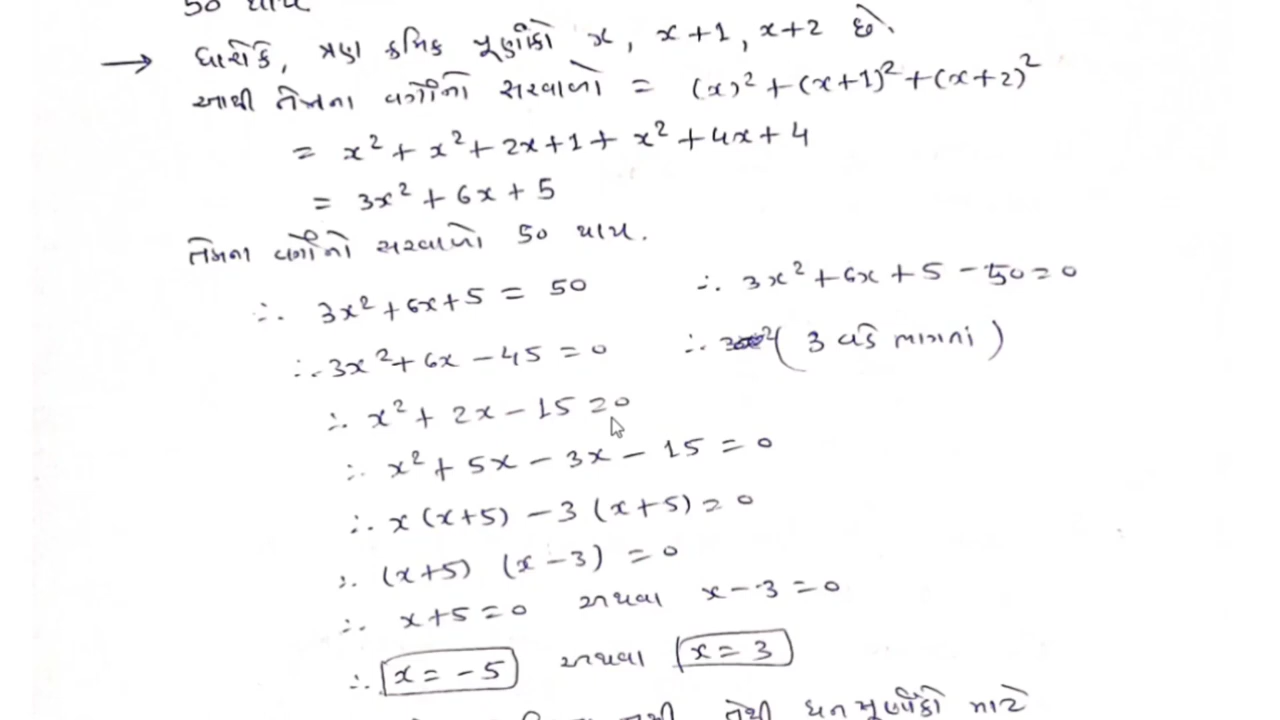 50 થાય
→ ધારોકે, ત્રણ ક્રમિક પૂર્ણાંકો x, x+1, x+2 છે.
આથી તેમના વર્ગોનો સરવાળો = (x)² + (x+1)² + (x+2)²
= x² + x² + 2x + 1 + x² + 4x + 4
= 3x² + 6x + 5
તેમના વર્ગોનો સરવાળો 50 થાય.
∴ 3x² + 6x + 5 = 50 ∴ 3x² + 6x + 5 - 50 = 0
∴ 3x² + 6x - 45 = 0 ∴ ( 3 વડે ભાગતાં )
∴ x² + 2x - 15 = 0
∴ x² + 5x - 3x - 15 = 0
∴ x (x+5) - 3 (x+5) = 0
∴ (x+5) (x-3) = 0
∴ x+5 = 0 અથવા x-3 = 0
∴ x = -5 અથવા x = 3
તેથી ધન પૂર્ણાંકો માટે